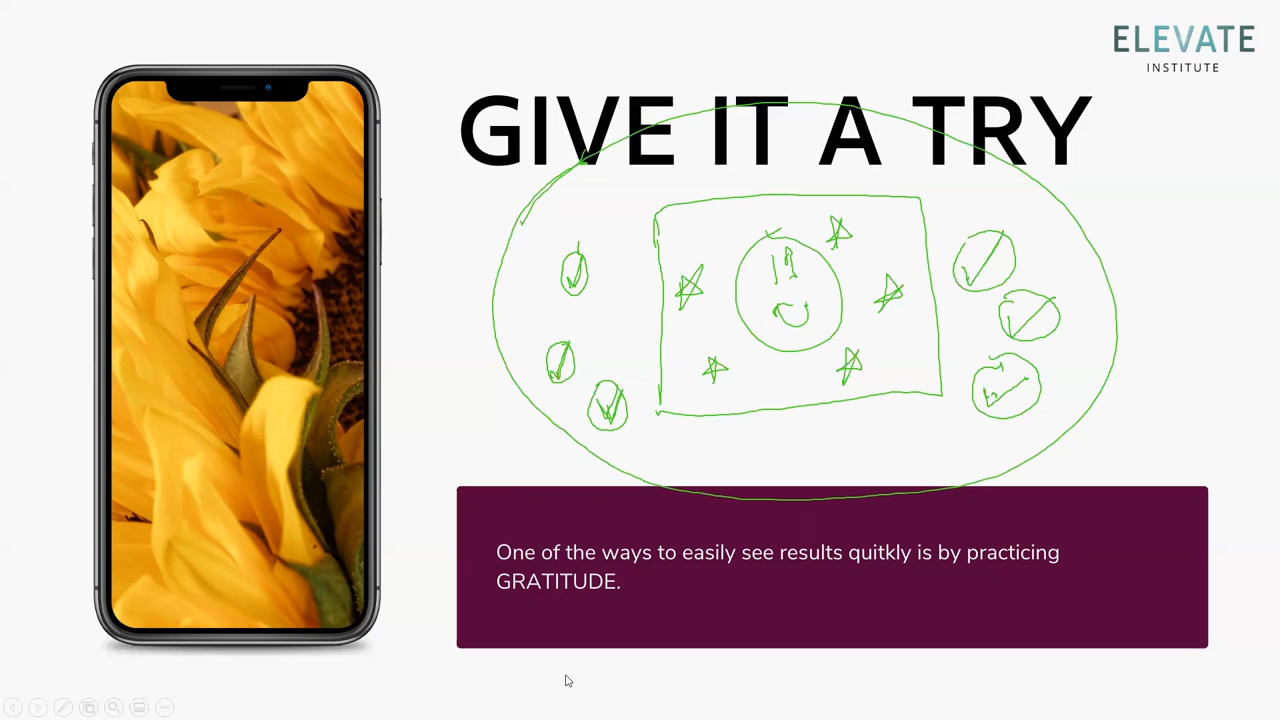 ELEVATE
INSTITUTE
GIVE IT A TRY
One of the ways to easily see results quitkly is by practicing
GRATITUDE.